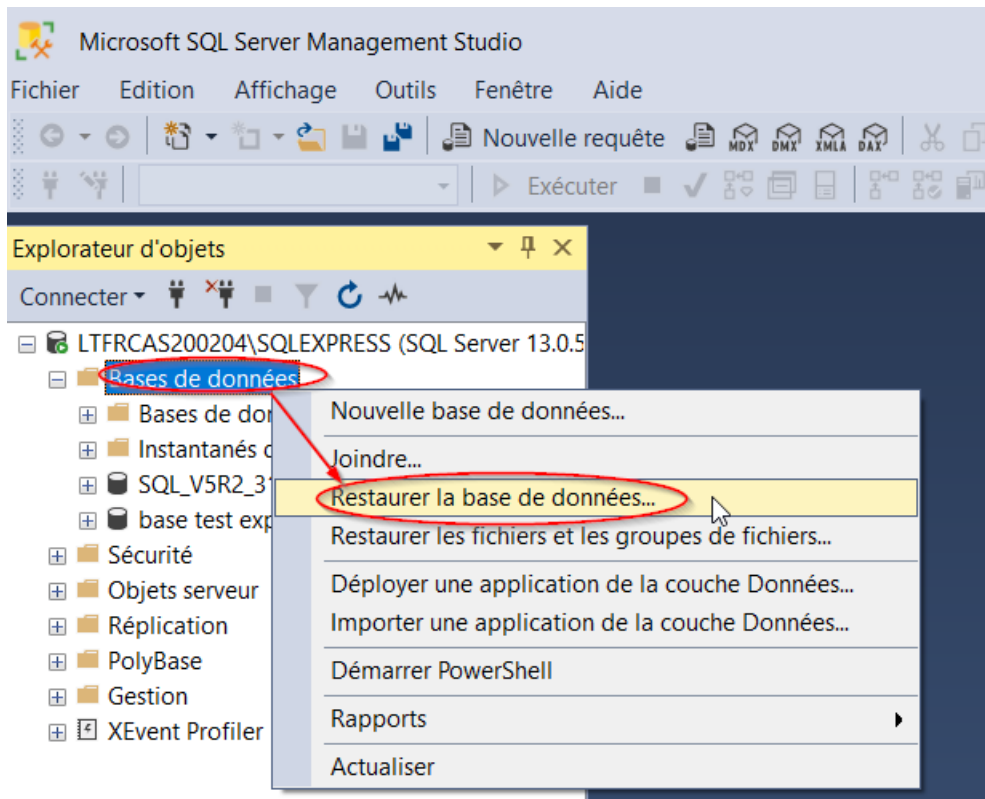 Microsoft SQL Server Management Studio
Fichier Edition Affichage Outils Fenêtre Aide
Nouvelle requête MDX DMX XMLA DAX
Exécuter
Explorateur d'objets
Connecter
LTFRCAS200204\SQLEXPRESS (SQL Server 13.0.5
Bases de données
Bases de don
Instantanés d
SQL_V5R2_3
base test exp
Sécurité
Objets serveur
Réplication
PolyBase
Gestion
XEvent Profiler
Nouvelle base de données...
Joindre...
Restaurer la base de données...
Restaurer les fichiers et les groupes de fichiers...
Déployer une application de la couche Données...
Importer une application de la couche Données...
Démarrer PowerShell
Rapports
Actualiser